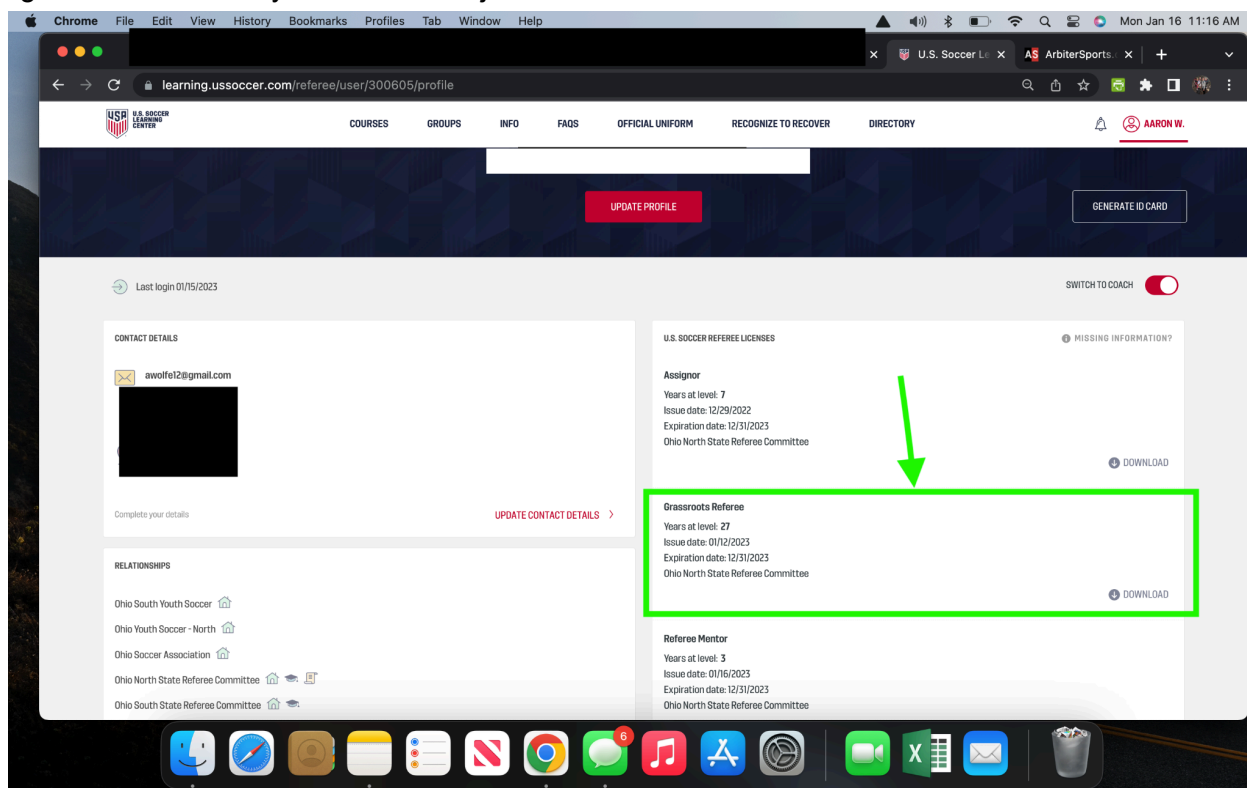 Chrome File Edit View History Bookmarks Profiles Tab Window Help Mon Jan 16 11:16 AM
U.S. Soccer Le ArbiterSports.
learning.ussoccer.com/referee/user/300605/profile
U.S. SOCCER
LEARNING
CENTER
COURSES GROUPS INFO FAQS OFFICIAL UNIFORM RECOGNIZE TO RECOVER DIRECTORY AARON W.
UPDATE PROFILE
GENERATE ID CARD
Last login 01/15/2023
SWITCH TO COACH
CONTACT DETAILS
awolfe12@gmail.com
Complete your details
UPDATE CONTACT DETAILS
RELATIONSHIPS
Ohio South Youth Soccer
Ohio Youth Soccer - North
Ohio Soccer Association
Ohio North State Referee Committee
Ohio South State Referee Committee
U.S. SOCCER REFEREE LICENSES
MISSING INFORMATION?
Assignor
Years at level: 7
Issue date: 12/29/2022
Expiration date: 12/31/2023
Ohio North State Referee Committee
DOWNLOAD
Grassroots Referee
Years at level: 27
Issue date: 01/12/2023
Expiration date: 12/31/2023
Ohio North State Referee Committee
DOWNLOAD
Referee Mentor
Years at level: 3
Issue date: 01/16/2023
Expiration date: 12/31/2023
Ohio North State Referee Committee
6